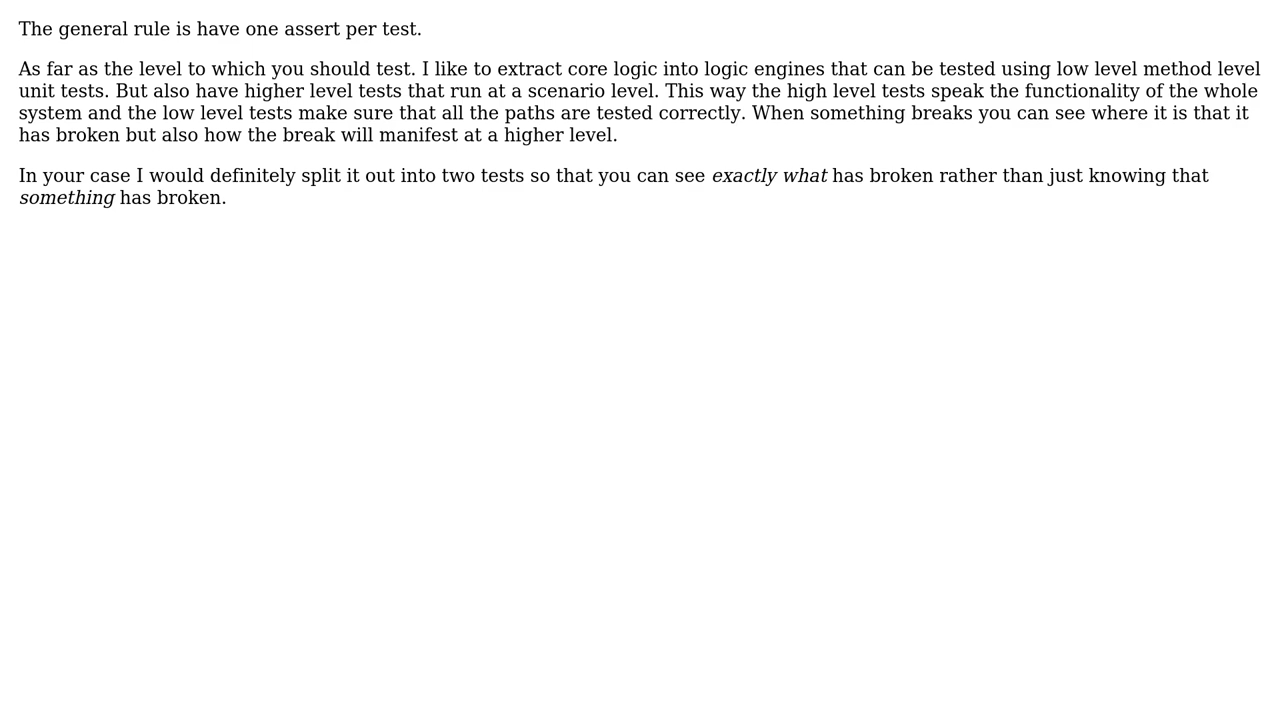 The general rule is have one assert per test.
As far as the level to which you should test. I like to extract core logic into logic engines that can be tested using low level method level
unit tests. But also have higher level tests that run at a scenario level. This way the high level tests speak the functionality of the whole
system and the low level tests make sure that all the paths are tested correctly. When something breaks you can see where it is that it
has broken but also how the break will manifest at a higher level.
In your case I would definitely split it out into two tests so that you can see exactly what has broken rather than just knowing that
something has broken.